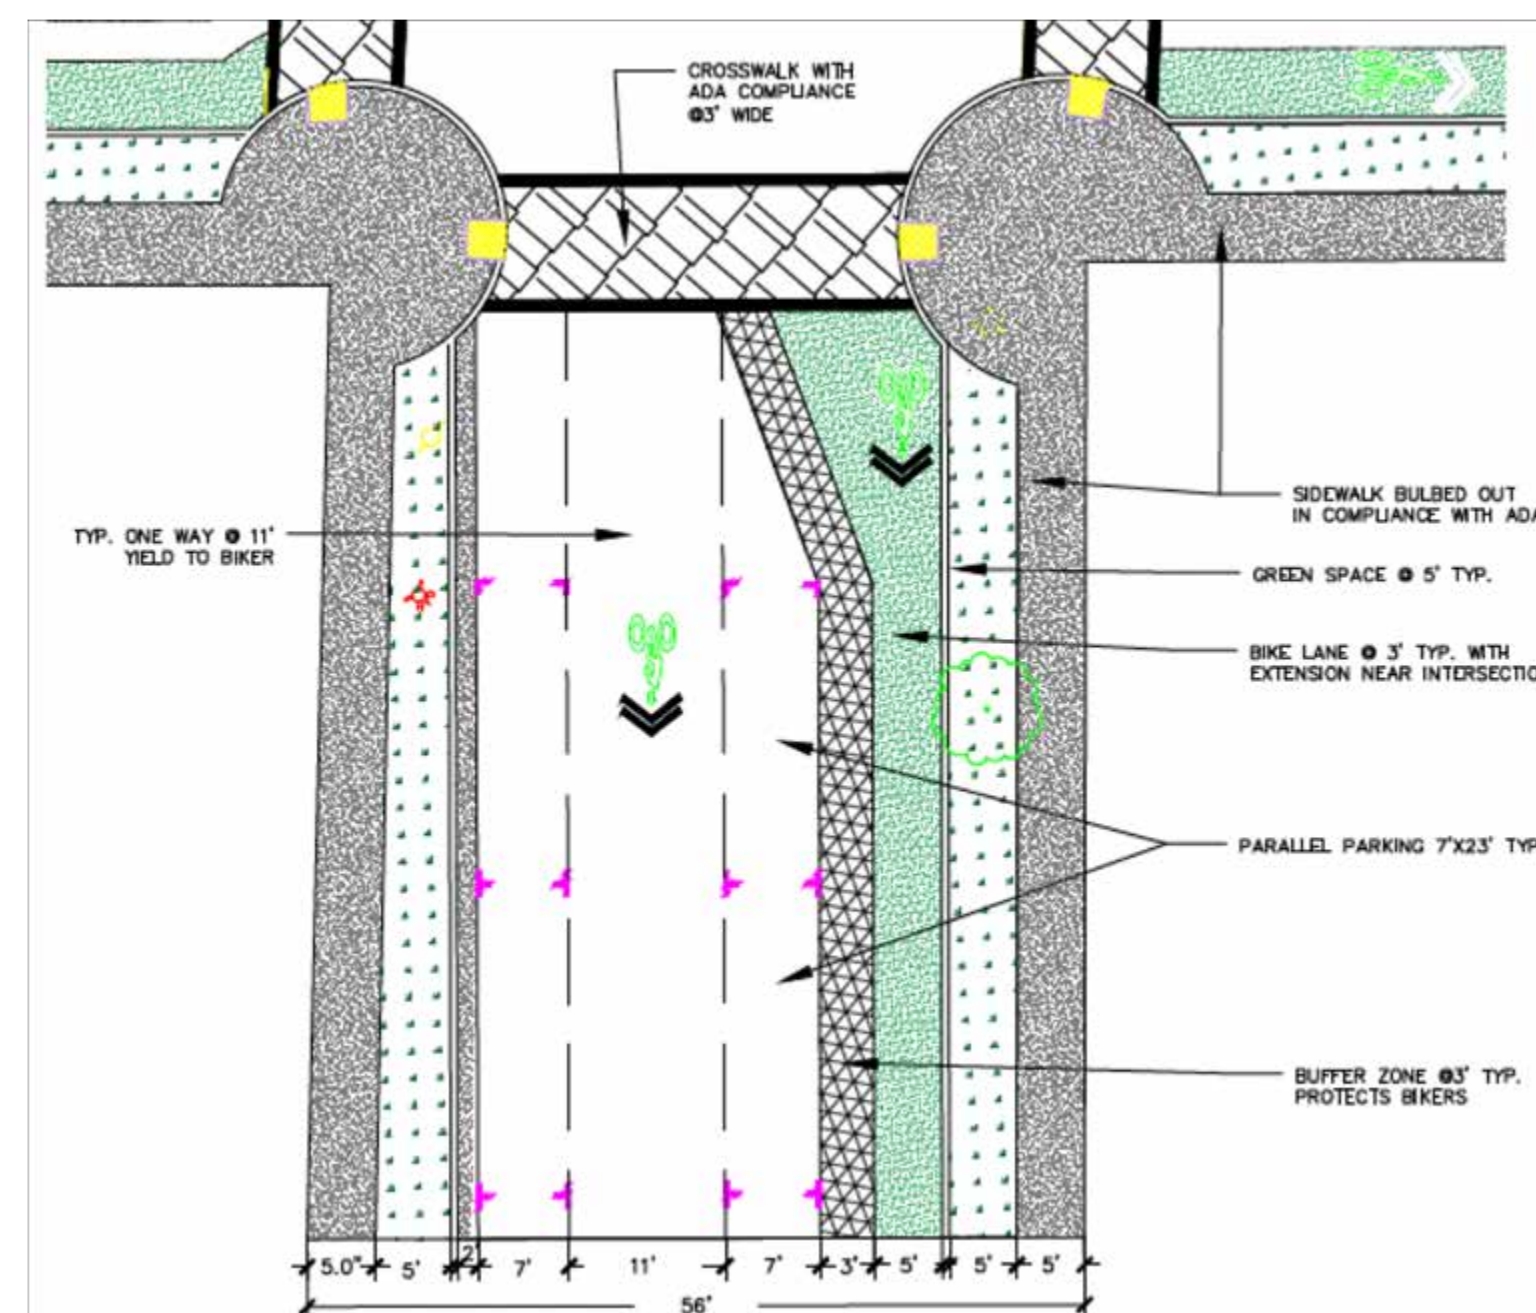 CROSSWALK WITH
ADA COMPLIANCE
@3' WIDE
TYP. ONE WAY @ 11'
YIELD TO BIKER
SIDEWALK BULBED OUT
IN COMPLIANCE WITH ADA
GREEN SPACE @ 5' TYP.
BIKE LANE @ 3' TYP. WITH
EXTENSION NEAR INTERSECTIO
PARALLEL PARKING 7'X23' TYP
BUFFER ZONE @3' TYP.
PROTECTS BIKERS
5.0" 5' 2' 7' 11' 7' 3' 5' 5' 5'
56'